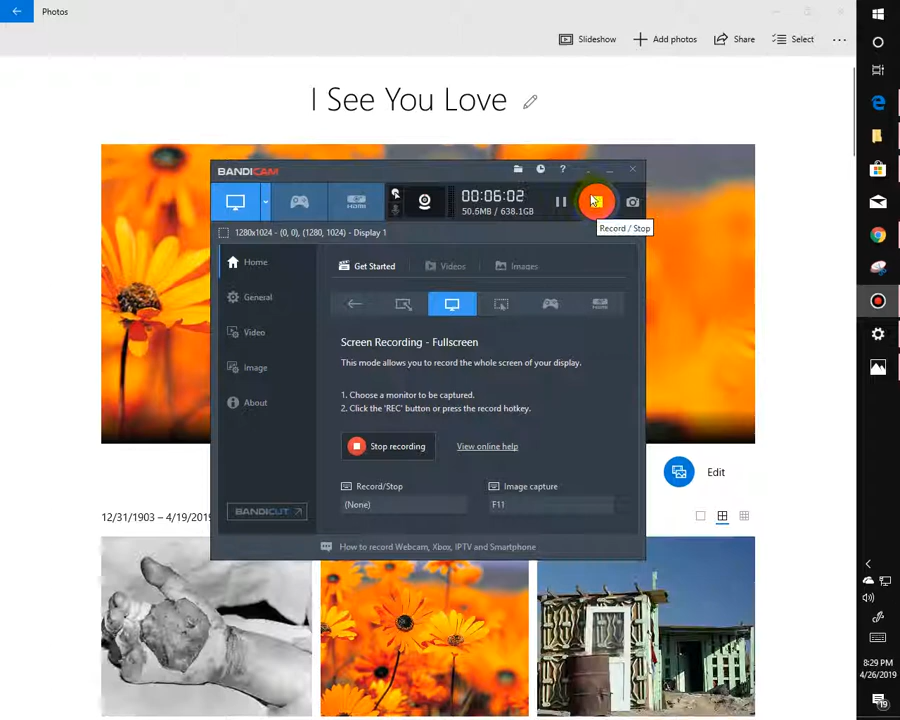 Photos
Slideshow
Add photos
Share
Select
I See You Love
BANDICAM
HDMI
00:06:02
50.6MB / 638.1GB
Record / Stop
1280x1024 - (0, 0), (1280, 1024) - Display 1
Home
General
Video
Image
About
BANDICUT
Get Started
Videos
Images
HDMI
Screen Recording - Fullscreen
This mode allows you to record the whole screen of your display.
1. Choose a monitor to be captured.
2. Click the 'REC' button or press the record hotkey.
Stop recording
View online help
Record/Stop
Image capture
(None)
F11
How to record Webcam, Xbox, IPTV and Smartphone
Edit
12/31/1903 – 4/19/2019
8:29 PM
4/26/2019
19